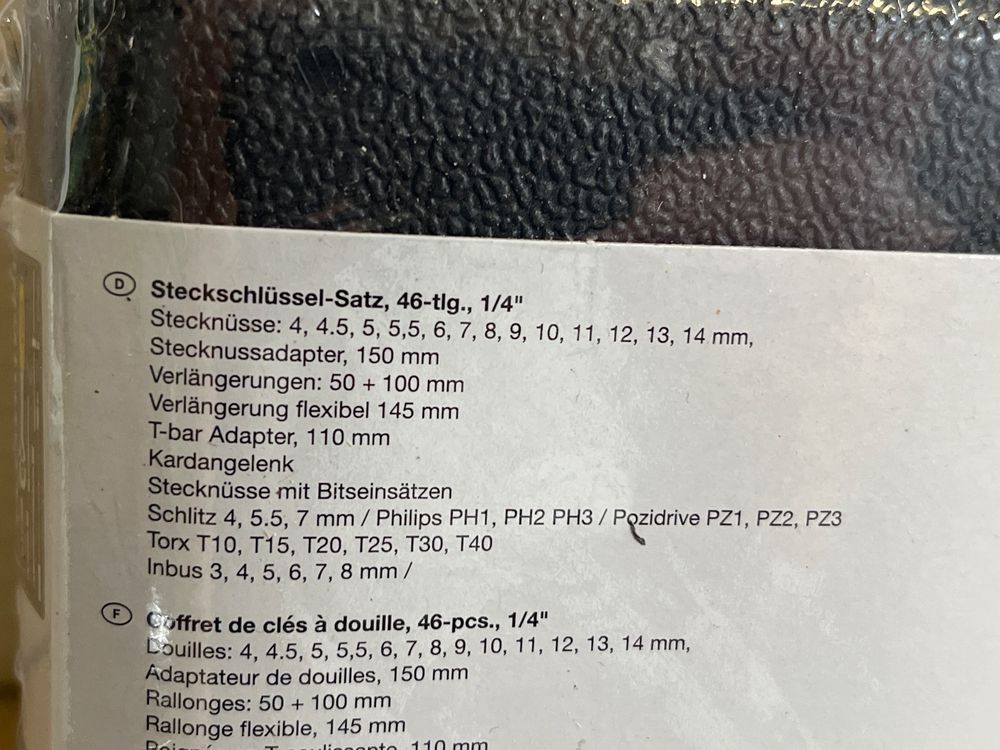 D
Steckschlüssel-Satz, 46-tlg., 1/4"
Stecknüsse: 4, 4.5, 5, 5,5, 6, 7, 8, 9, 10, 11, 12, 13, 14 mm,
Stecknussadapter, 150 mm
Verlängerungen: 50 + 100 mm
Verlängerung flexibel 145 mm
T-bar Adapter, 110 mm
Kardangelenk
Stecknüsse mit Bitseinsätzen
Schlitz 4, 5.5, 7 mm / Philips PH1, PH2 PH3 / Pozidrive PZ1, PZ2, PZ3
Torx T10, T15, T20, T25, T30, T40
Inbus 3, 4, 5, 6, 7, 8 mm /
F
Coffret de clés à douille, 46-pcs., 1/4"
Douilles: 4, 4.5, 5, 5,5, 6, 7, 8, 9, 10, 11, 12, 13, 14 mm,
Adaptateur de douilles, 150 mm
Rallonges: 50 + 100 mm
Rallonge flexible, 145 mm
110 mm